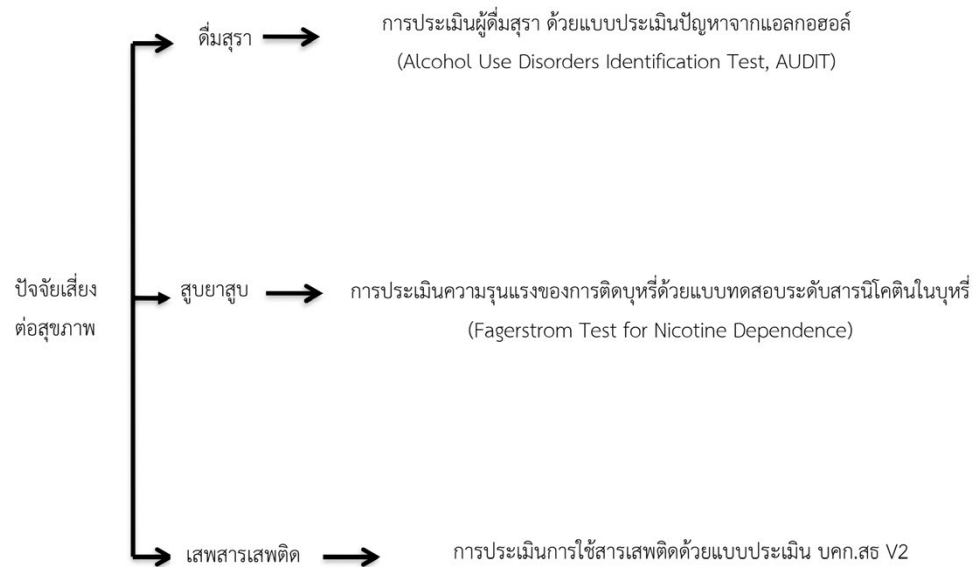 ดื่มสุรา
การประเมินผู้ดื่มสุรา ด้วยแบบประเมินปัญหาจากแอลกอฮอล์
(Alcohol Use Disorders Identification Test, AUDIT)
ปัจจัยเสี่ยง
ต่อสุขภาพ
สูบยาสูบ
การประเมินความรุนแรงของการติดบุหรี่ด้วยแบบทดสอบระดับสารนิโคตินในบุหรี่
(Fagerstrom Test for Nicotine Dependence)
เสพสารเสพติด
การประเมินการใช้สารเสพติดด้วยแบบประเมิน บคก.สธ V2